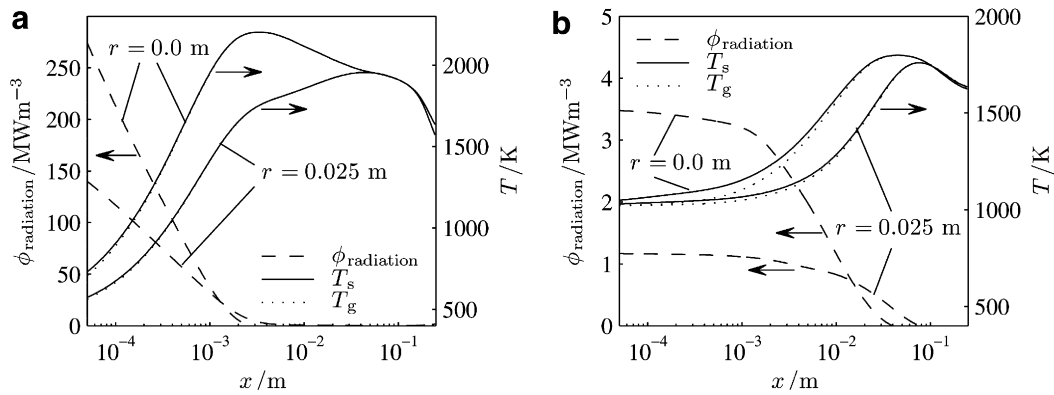 a
r = 0.0 m
250
200
150
100
50
0
ϕradiation/MWm−3
2000
1500
1000
500
T/K
r = 0.025 m
ϕradiation
Ts
Tg
10−4
10−3
10−2
10−1
x/m
b
5
4
3
2
1
0
ϕradiation/MWm−3
ϕradiation
Ts
Tg
r = 0.0 m
r = 0.025 m
2000
1500
1000
500
T/K
10−4
10−3
10−2
10−1
x/m